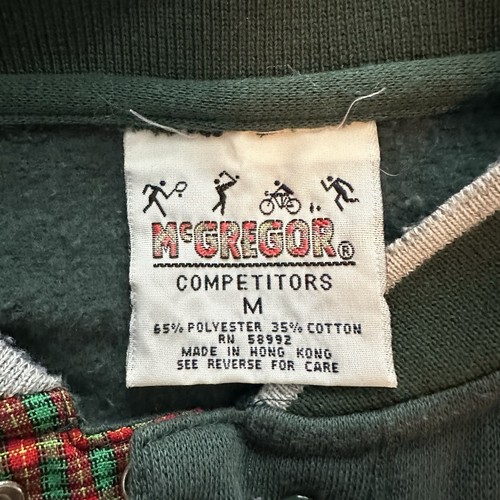 McGREGOR®
COMPETITORS
M
65% POLYESTER 35% COTTON
RN 58992
MADE IN HONG KONG
SEE REVERSE FOR CARE